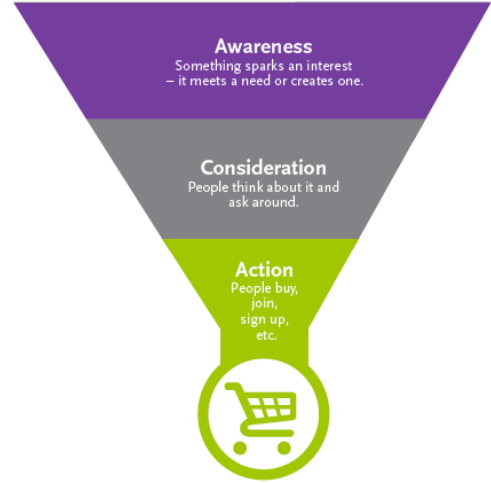 Awareness
Something sparks an interest
– it meets a need or creates one.
Consideration
People think about it and
ask around.
Action
People buy,
join,
sign up,
etc.